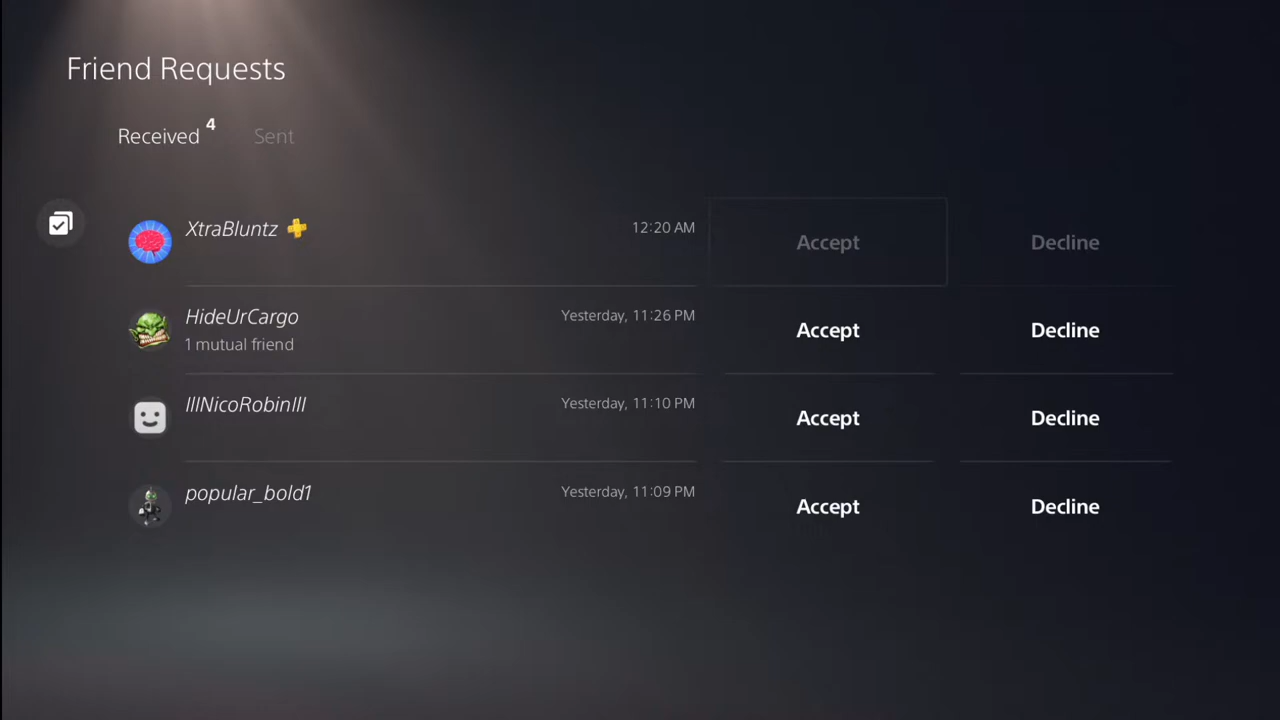 Friend Requests
Received 4 Sent
XtraBluntz 12:20 AM Accept Decline
HideUrCargo Yesterday, 11:26 PM
1 mutual friend
Accept Decline
IIINicoRobinIII Yesterday, 11:10 PM Accept Decline
popular_bold1 Yesterday, 11:09 PM Accept Decline